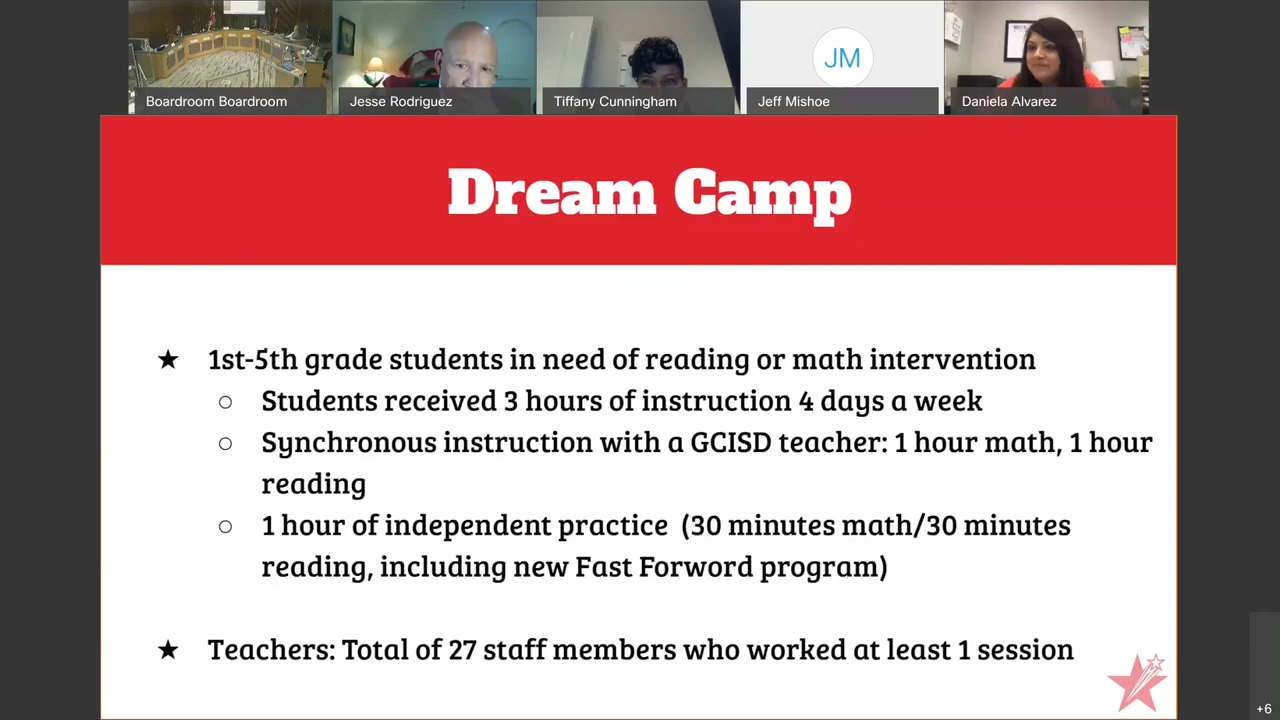 Boardroom Boardroom
Jesse Rodriguez
Tiffany Cunningham
JM
Jeff Mishoe
Daniela Alvarez
Dream Camp
★ 1st-5th grade students in need of reading or math intervention
○ Students received 3 hours of instruction 4 days a week
○ Synchronous instruction with a GCISD teacher: 1 hour math, 1 hour
reading
○ 1 hour of independent practice (30 minutes math/30 minutes
reading, including new Fast Forword program)
★ Teachers: Total of 27 staff members who worked at least 1 session
+6